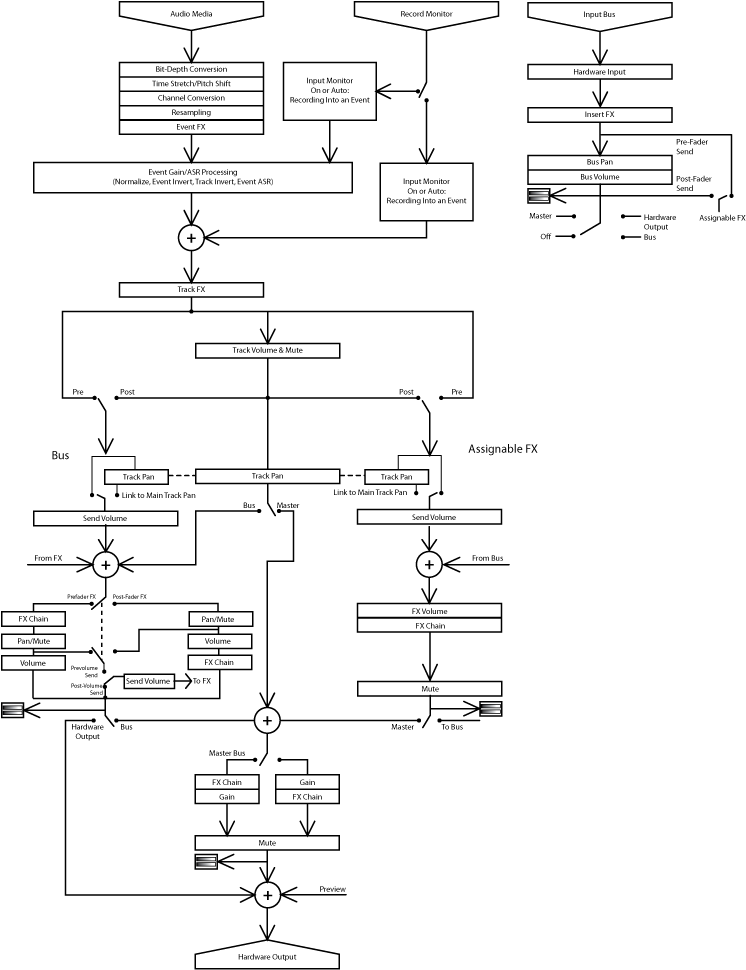 Audio Media
Record Monitor
Input Bus
Bit-Depth Conversion
Time Stretch/Pitch Shift
Channel Conversion
Resampling
Event FX
Input Monitor
On or Auto:
Recording Into an Event
Hardware Input
Insert FX
Pre-Fader
Send
Bus Pan
Bus Volume
Post-Fader
Send
Assignable FX
Master
Off
Hardware
Output
Bus
Event Gain/ASR Processing
(Normalize, Event Invert, Track Invert, Event ASR)
Input Monitor
On or Auto:
Recording Into an Event
+
Track FX
Track Volume & Mute
Pre
Post
Post
Pre
Bus
Assignable FX
Track Pan
Track Pan
Track Pan
Link to Main Track Pan
Link to Main Track Pan
Bus
Master
Send Volume
Send Volume
From FX
+
+
From Bus
Prefader FX
Post-Fader FX
FX Chain
Pan/Mute
Volume
Pan/Mute
Volume
FX Chain
FX Volume
FX Chain
Prevolume
Send
Post-Volume
Send
Send Volume
To FX
Mute
Hardware
Output
Bus
+
Master
To Bus
Master Bus
FX Chain
Gain
Gain
FX Chain
Mute
+
Preview
Hardware Output